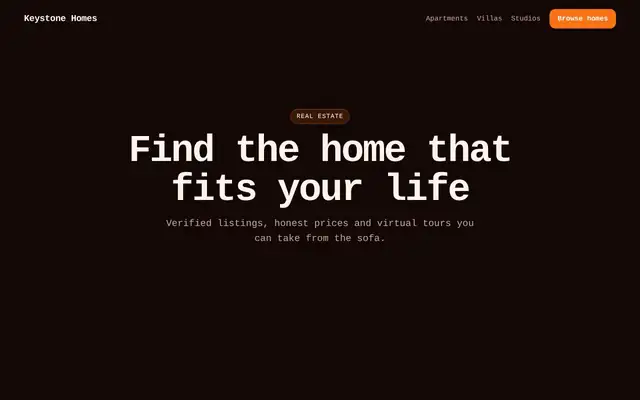 Keystone Homes
Apartments Villas Studios Browse homes
REAL ESTATE
Find the home that
fits your life
Verified listings, honest prices and virtual tours you
can take from the sofa.